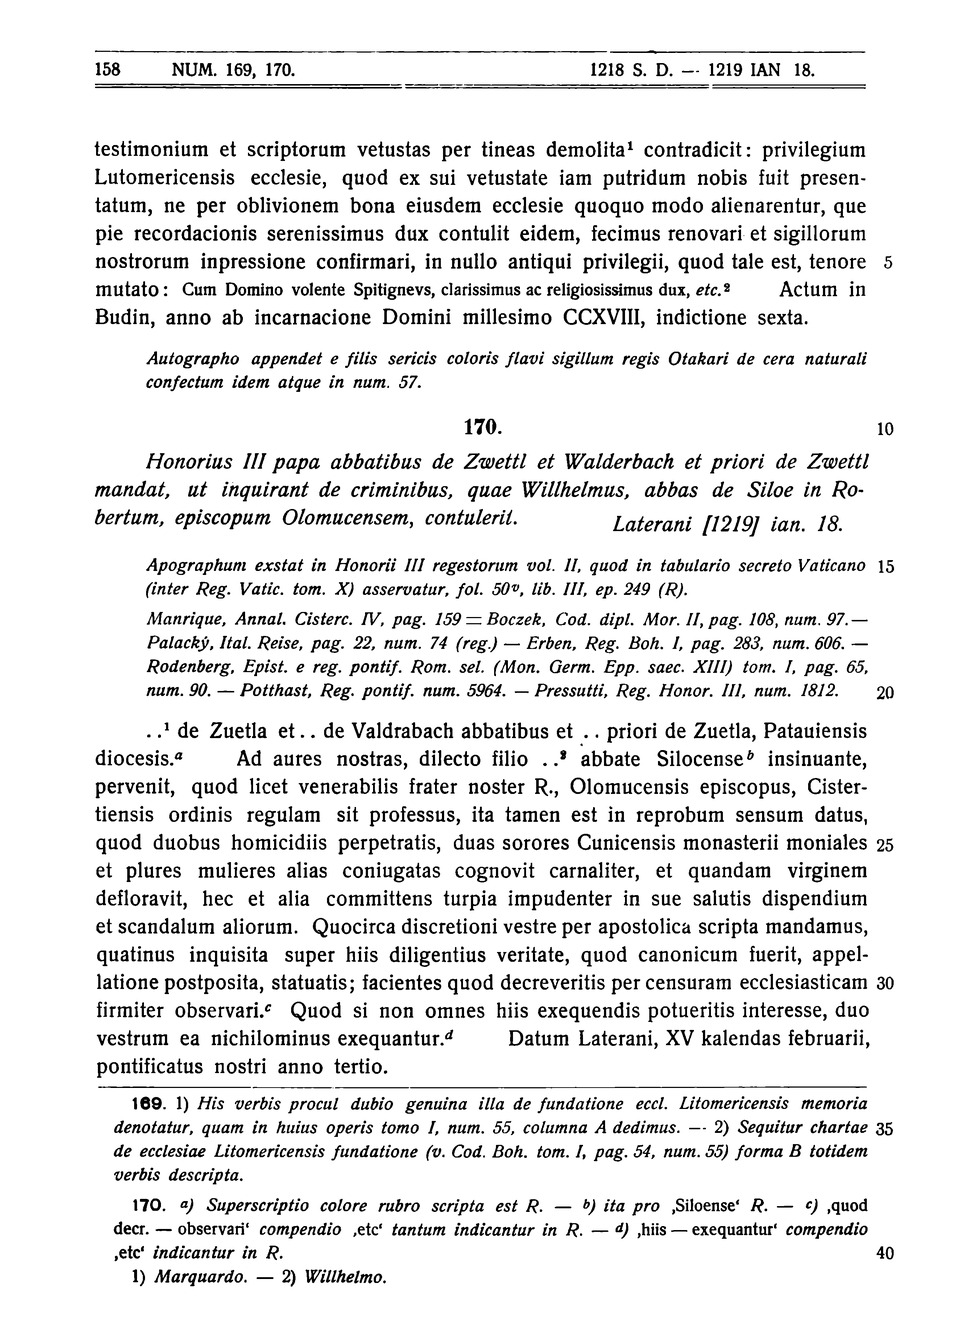 158 NUM. 169, 170. 1218 S. D. — 1219 IAN 18.
testimonium et scriptorum vetustas per tineas demolita¹ contradicit: privilegium
Lutomericensis ecclesie, quod ex sui vetustate iam putridum nobis fuit presen-
tatum, ne per oblivionem bona eiusdem ecclesie quoquo modo alienarentur, que
pie recordacionis serenissimus dux contulit eidem, fecimus renovari et sigillorum
nostrorum inpressione confirmari, in nullo antiqui privilegii, quod tale est, tenore 5
mutato: Cum Domino volente Spitignevs, clarissimus ac religiosissimus dux, etc.² Actum in
Budin, anno ab incarnacione Domini millesimo CCXVIII, indictione sexta.
Autographo appendet e filis sericis coloris flavi sigillum regis Otakari de cera naturali
confectum idem atque in num. 57.
170. 10
Honorius III papa abbatibus de Zwettl et Walderbach et priori de Zwettl
mandat, ut inquirant de criminibus, quae Willhelmus, abbas de Siloe in Ro-
bertum, episcopum Olomucensem, contulerit. Laterani [1219] ian. 18.
Apographum exstat in Honorii III regestorum vol. II, quod in tabulario secreto Vaticano 15
(inter Reg. Vatic. tom. X) asservatur, fol. 50ᵛ, lib. III, ep. 249 (R).
Manrique, Annal. Cisterc. IV, pag. 159 = Boczek, Cod. dipl. Mor. II, pag. 108, num. 97. —
Palacký, Ital. Reise, pag. 22, num. 74 (reg.) — Erben, Reg. Boh. I, pag. 283, num. 606. —
Rodenberg, Epist. e reg. pontif. Rom. sel. (Mon. Germ. Epp. saec. XIII) tom. I, pag. 65,
num. 90. — Potthast, Reg. pontif. num. 5964. — Pressutti, Reg. Honor. III, num. 1812. 20
. .¹ de Zuetla et . . de Valdrabach abbatibus et . . priori de Zuetla, Patauiensis
diocesis.ᵃ Ad aures nostras, dilecto filio . .² abbate Silocense ᵇ insinuante,
pervenit, quod licet venerabilis frater noster R., Olomucensis episcopus, Cister-
tiensis ordinis regulam sit professus, ita tamen est in reprobum sensum datus,
quod duobus homicidiis perpetratis, duas sorores Cunicensis monasterii moniales 25
et plures mulieres alias coniugatas cognovit carnaliter, et quandam virginem
defloravit, hec et alia committens turpia impudenter in sue salutis dispendium
et scandalum aliorum. Quocirca discretioni vestre per apostolica scripta mandamus,
quatinus inquisita super hiis diligentius veritate, quod canonicum fuerit, appel-
latione postposita, statuatis; facientes quod decreveritis per censuram ecclesiasticam 30
firmiter observari.ᶜ Quod si non omnes hiis exequendis potueritis interesse, duo
vestrum ea nichilominus exequantur.ᵈ Datum Laterani, XV kalendas februarii,
pontificatus nostri anno tertio.
169. 1) His verbis procul dubio genuina illa de fundatione eccl. Litomericensis memoria
denotatur, quam in huius operis tomo I, num. 55, columna A dedimus. — 2) Sequitur chartae 35
de ecclesiae Litomericensis fundatione (v. Cod. Boh. tom. I, pag. 54, num. 55) forma B totidem
verbis descripta.
170. ᵃ) Superscriptio colore rubro scripta est R. — ᵇ) ita pro ‚Siloense‘ R. — ᶜ) ‚quod
decr. — observari‘ compendio ‚etc‘ tantum indicantur in R. — ᵈ) ‚hiis — exequantur‘ compendio
‚etc‘ indicantur in R. 40
1) Marquardo. — 2) Willhelmo.